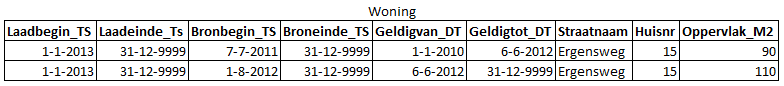 Woning
Laadbegin_TS Laadeinde_Ts Bronbegin_TS Broneinde_TS Geldigvan_DT Geldigtot_DT Straatnaam Huisnr Oppervlak_M2
1-1-2013 31-12-9999 7-7-2011 31-12-9999 1-1-2010 6-6-2012 Ergensweg 15 90
1-1-2013 31-12-9999 1-8-2012 31-12-9999 6-6-2012 31-12-9999 Ergensweg 15 110